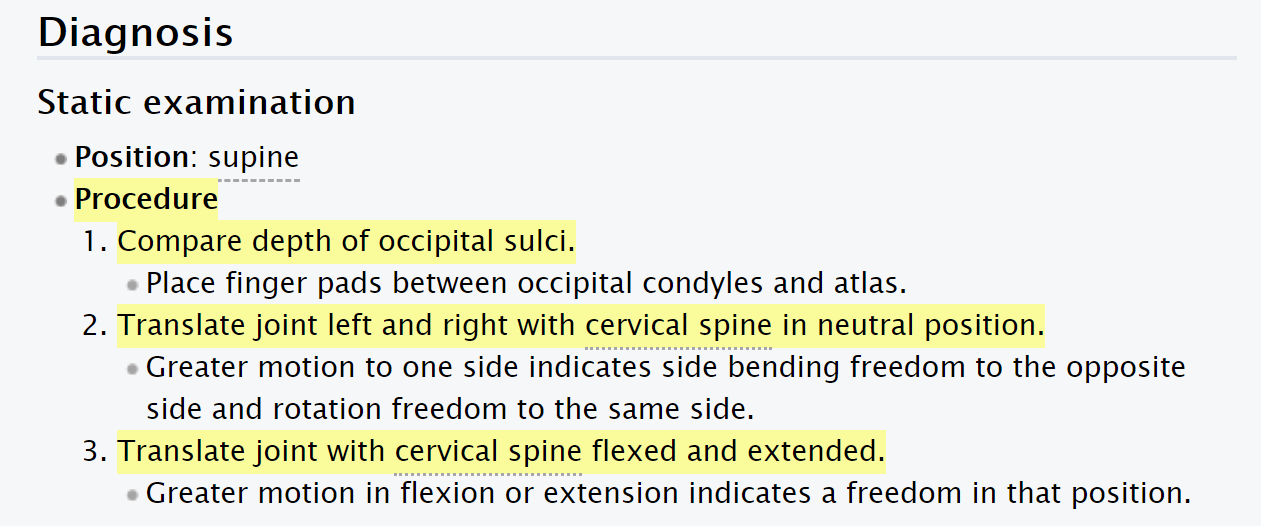 Diagnosis
Static examination
Position: supine
Procedure
1. Compare depth of occipital sulci.
Place finger pads between occipital condyles and atlas.
2. Translate joint left and right with cervical spine in neutral position.
Greater motion to one side indicates side bending freedom to the opposite
side and rotation freedom to the same side.
3. Translate joint with cervical spine flexed and extended.
Greater motion in flexion or extension indicates a freedom in that position.